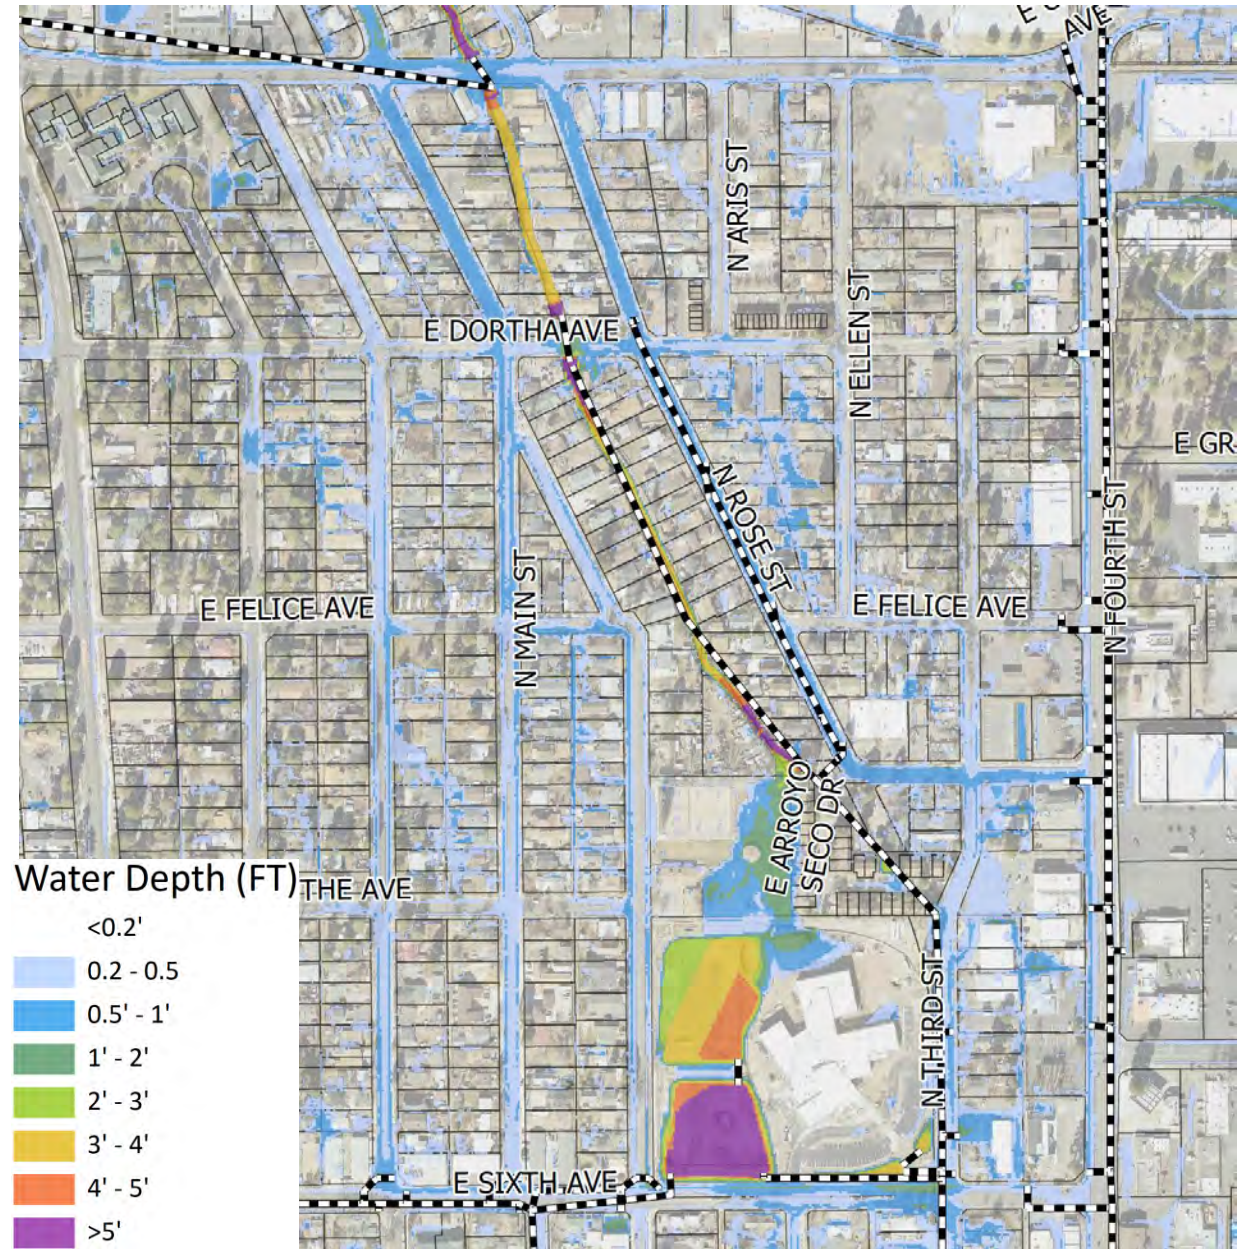 AVE
N ARIS ST
E DORTHA AVE
N ELLEN ST
E GR
N ROSE ST
N FOURTH ST
E FELICE AVE
E FELICE AVE
N MAIN ST
E ARROYO
SECO DR
Water Depth (FT)
THE AVE
<0.2'
0.2 - 0.5
0.5' - 1'
1' - 2'
2' - 3'
3' - 4'
4' - 5'
>5'
N THIRD ST
E SIXTH AVE